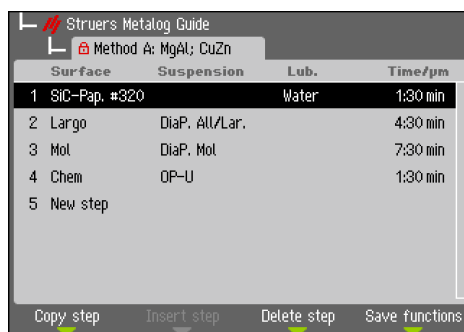 Struers Metalog Guide
Method A: MgAl; CuZn
Surface Suspension Lub. Time/µm
1 SiC-Pap. #320 Water 1:30 min
2 Largo DiaP. All/Lar. 4:30 min
3 Mol DiaP. Mol 7:30 min
4 Chem OP-U 1:30 min
5 New step
Copy step Insert step Delete step Save functions